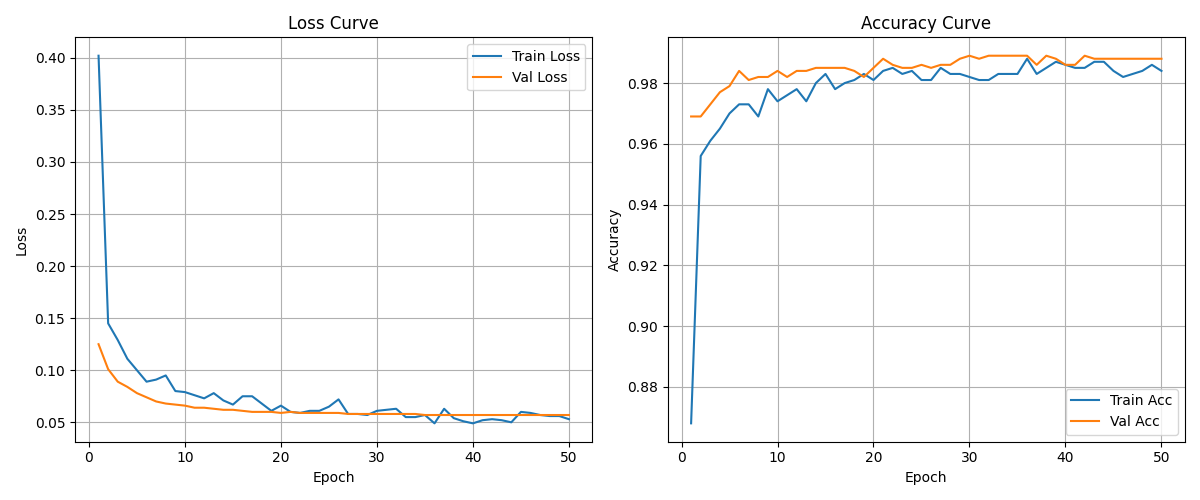 Loss Curve
0.40
0.35
0.30
0.25
0.20
0.15
0.10
0.05
Loss
0 10 20 30 40 50
Epoch
Train Loss
Val Loss
Accuracy Curve
0.98
0.96
0.94
0.92
0.90
0.88
Accuracy
0 10 20 30 40 50
Epoch
Train Acc
Val Acc